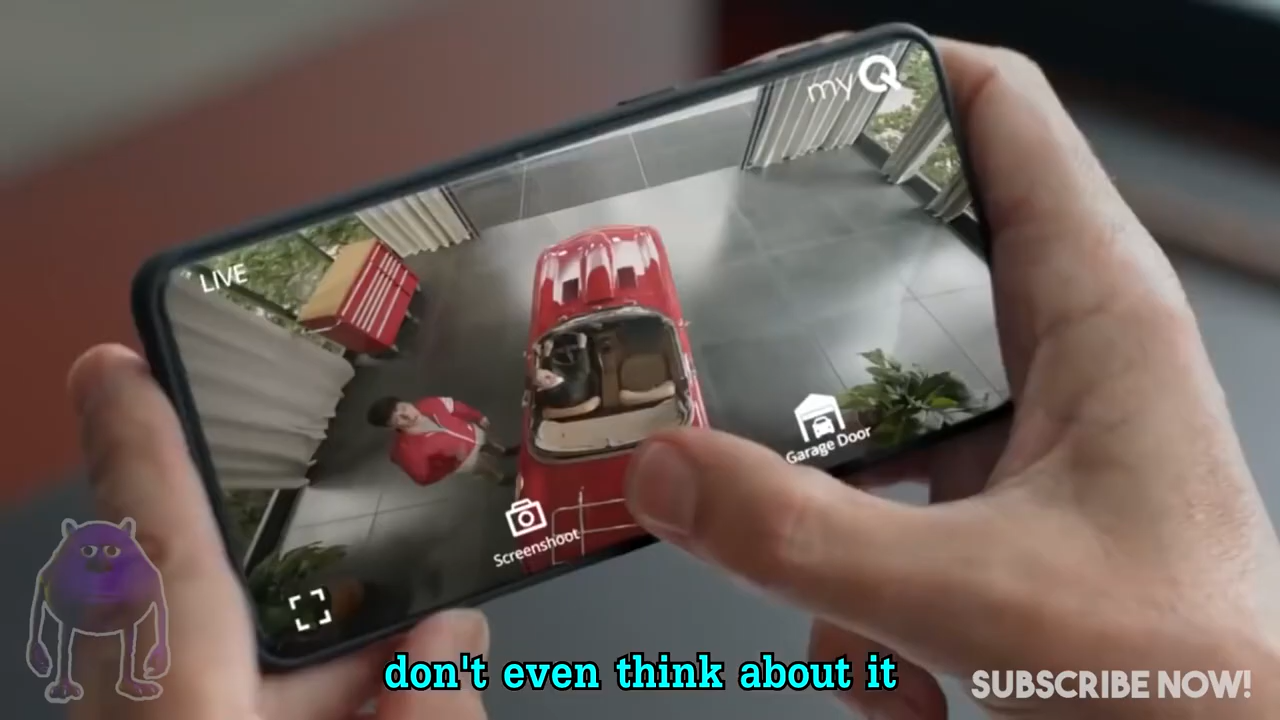 myQ
LIVE
Garage Door
Screenshoot
don't even think about it
SUBSCRIBE NOW!